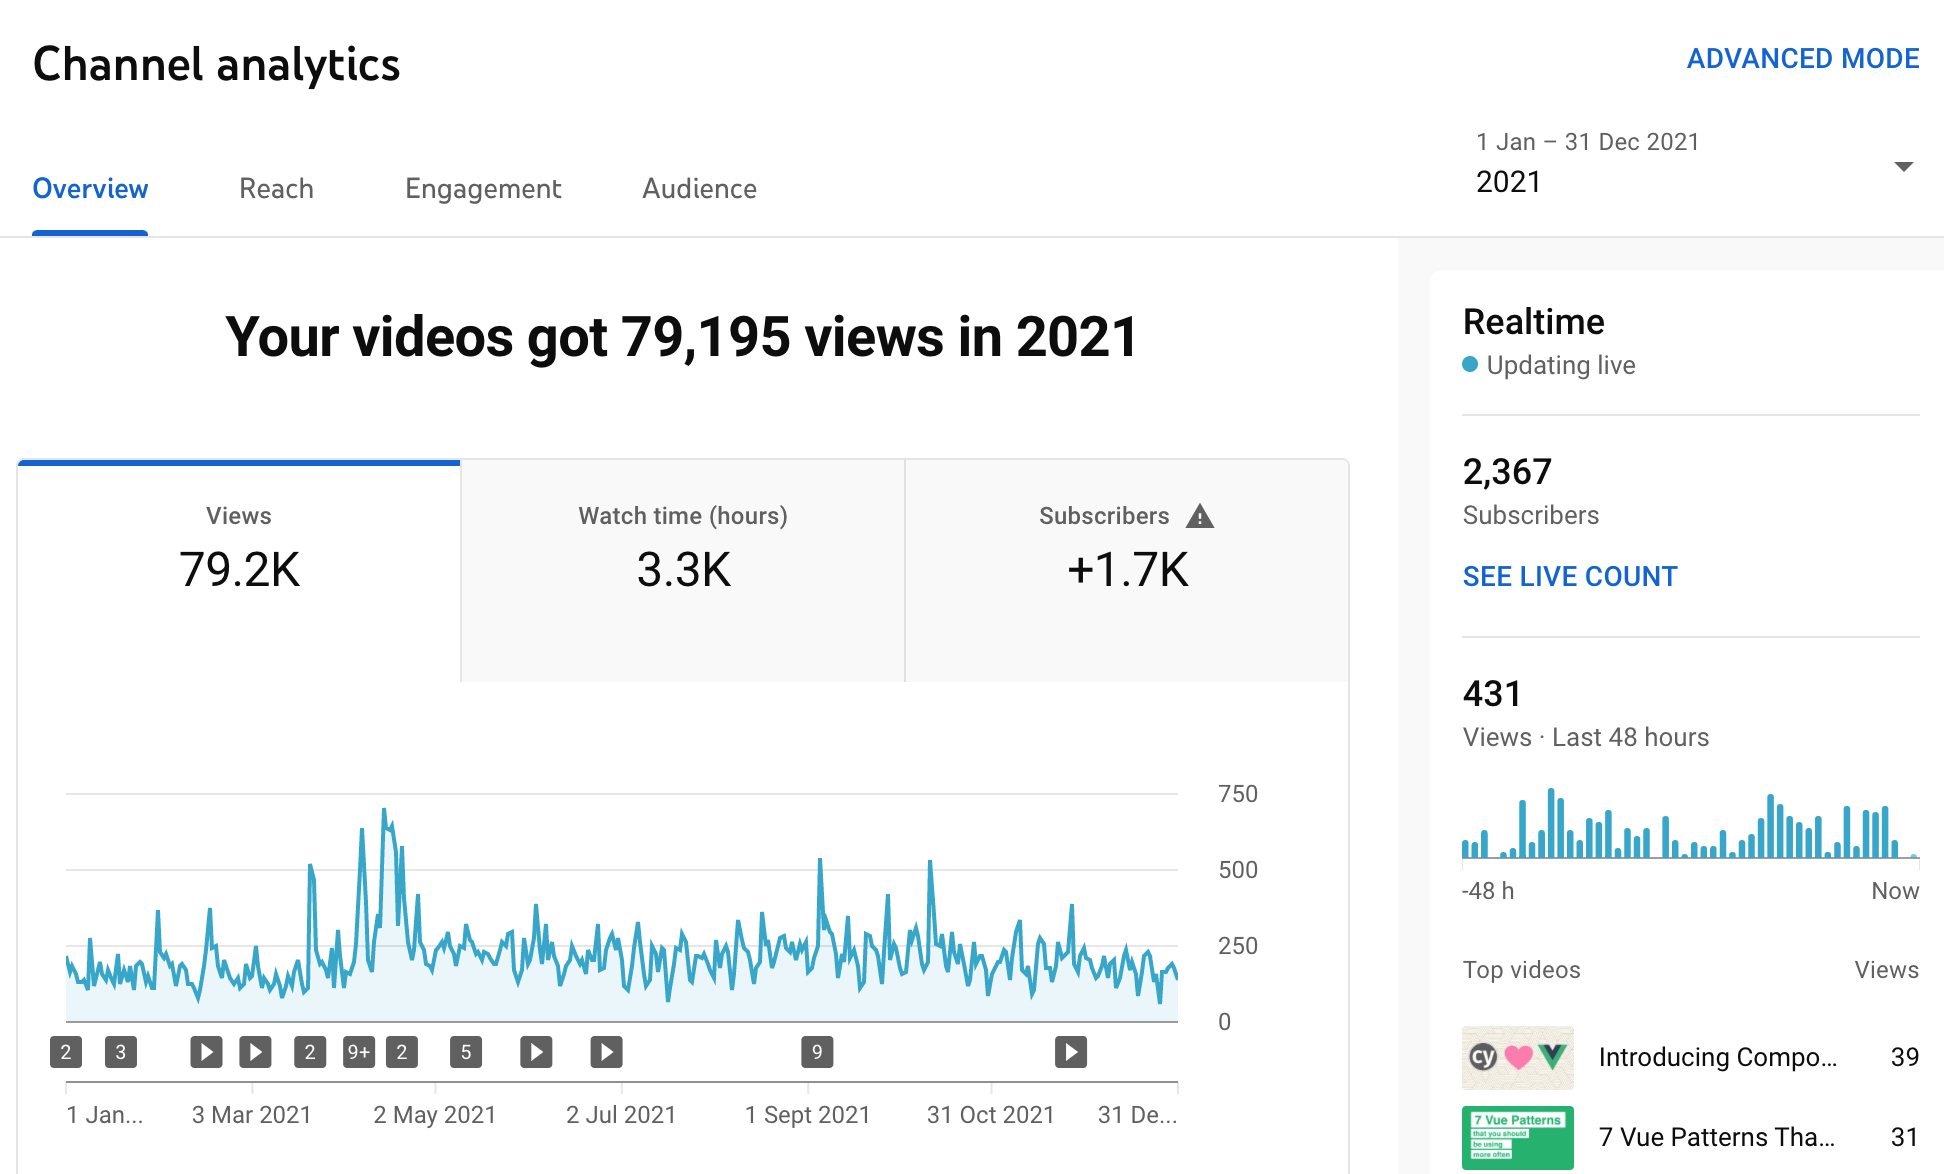 Channel analytics
ADVANCED MODE
Overview
Reach
Engagement
Audience
1 Jan – 31 Dec 2021
2021
Your videos got 79,195 views in 2021
Views
79.2K
Watch time (hours)
3.3K
Subscribers
+1.7K
750
500
250
0
2
3
2
9+
2
5
9
1 Jan...
3 Mar 2021
2 May 2021
2 Jul 2021
1 Sept 2021
31 Oct 2021
31 De...
Realtime
Updating live
2,367
Subscribers
SEE LIVE COUNT
431
Views · Last 48 hours
-48 h
Now
Top videos
Views
cy
Introducing Compo...
39
7 Vue Patterns
that you should
be using
more often
7 Vue Patterns Tha...
31